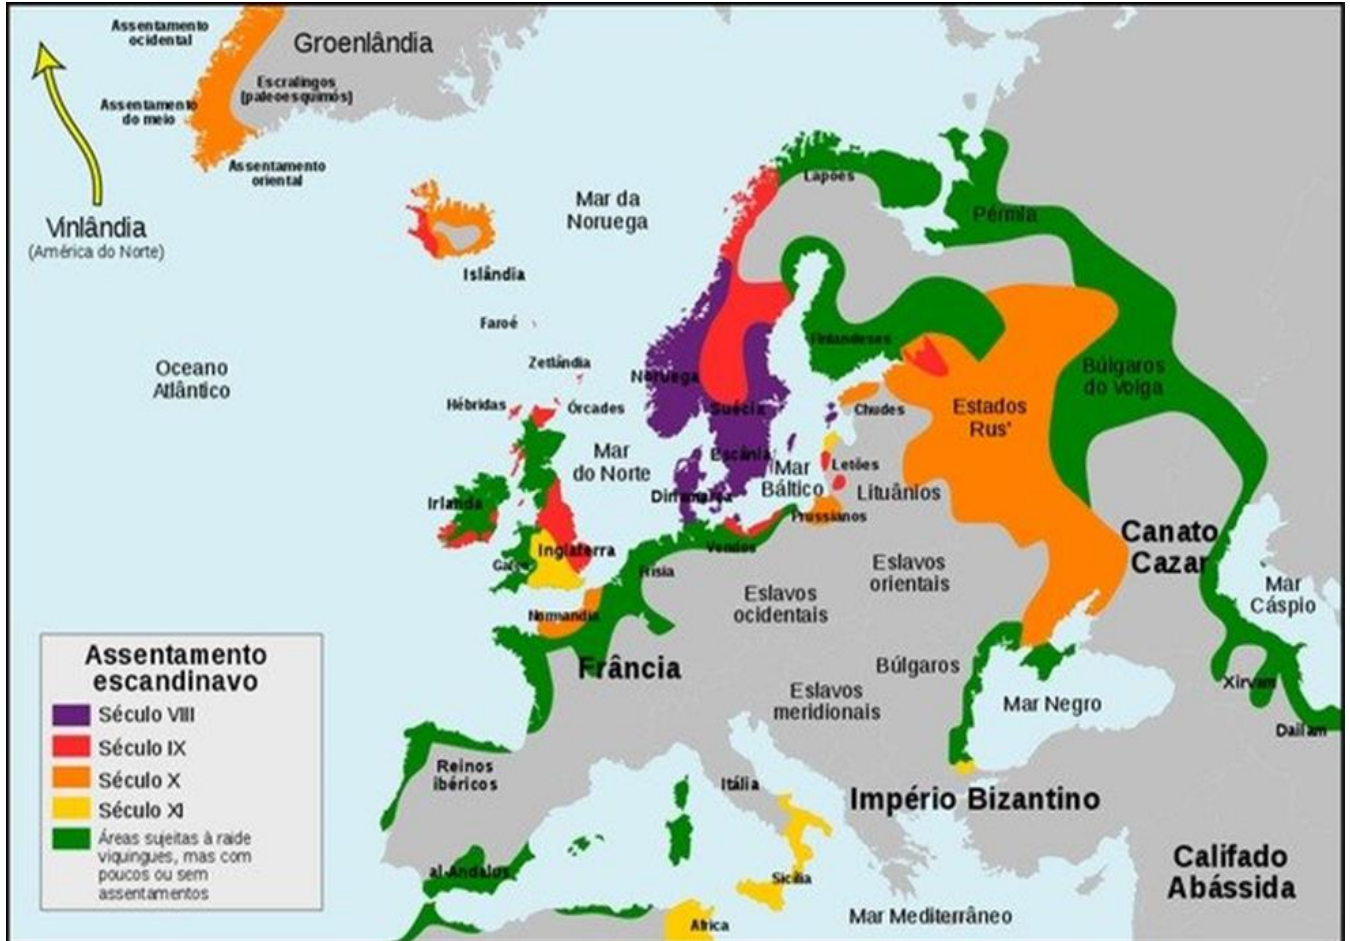 Assentamento
ocidental
Groenlândia
Escralingos
(paleoesquimós)
Assentamento
do meio
Assentamento
oriental
Vinlândia
(América do Norte)
Islândia
Mar da
Noruega
Lapões
Pérmia
Faroé
Zetlândia
Oceano
Atlântico
Hébridas
Órcades
Noruega
Suécia
Finlandeses
Chudes
Estados
Rus'
Búlgaros
do Volga
Mar
do Norte
Escânia
Mar
Báltico
Letões
Lituânios
Irlanda
Dinamarca
Prussianos
Inglaterra
Gales
Vendos
Frísia
Eslavos
ocidentais
Eslavos
orientais
Canato
Cazar
Mar
Cáspio
Normandia
Frância
Búlgaros
Eslavos
meridionais
Mar Negro
Xirvan
Dailam
Assentamento
escandinavo
Século VIII
Século IX
Século X
Século XI
Áreas sujeitas à raide
viquingues, mas com
poucos ou sem
assentamentos
Reinos
ibéricos
Itália
Império Bizantino
al-Andalus
Sicília
Califado
Abássida
Africa
Mar Mediterrâneo